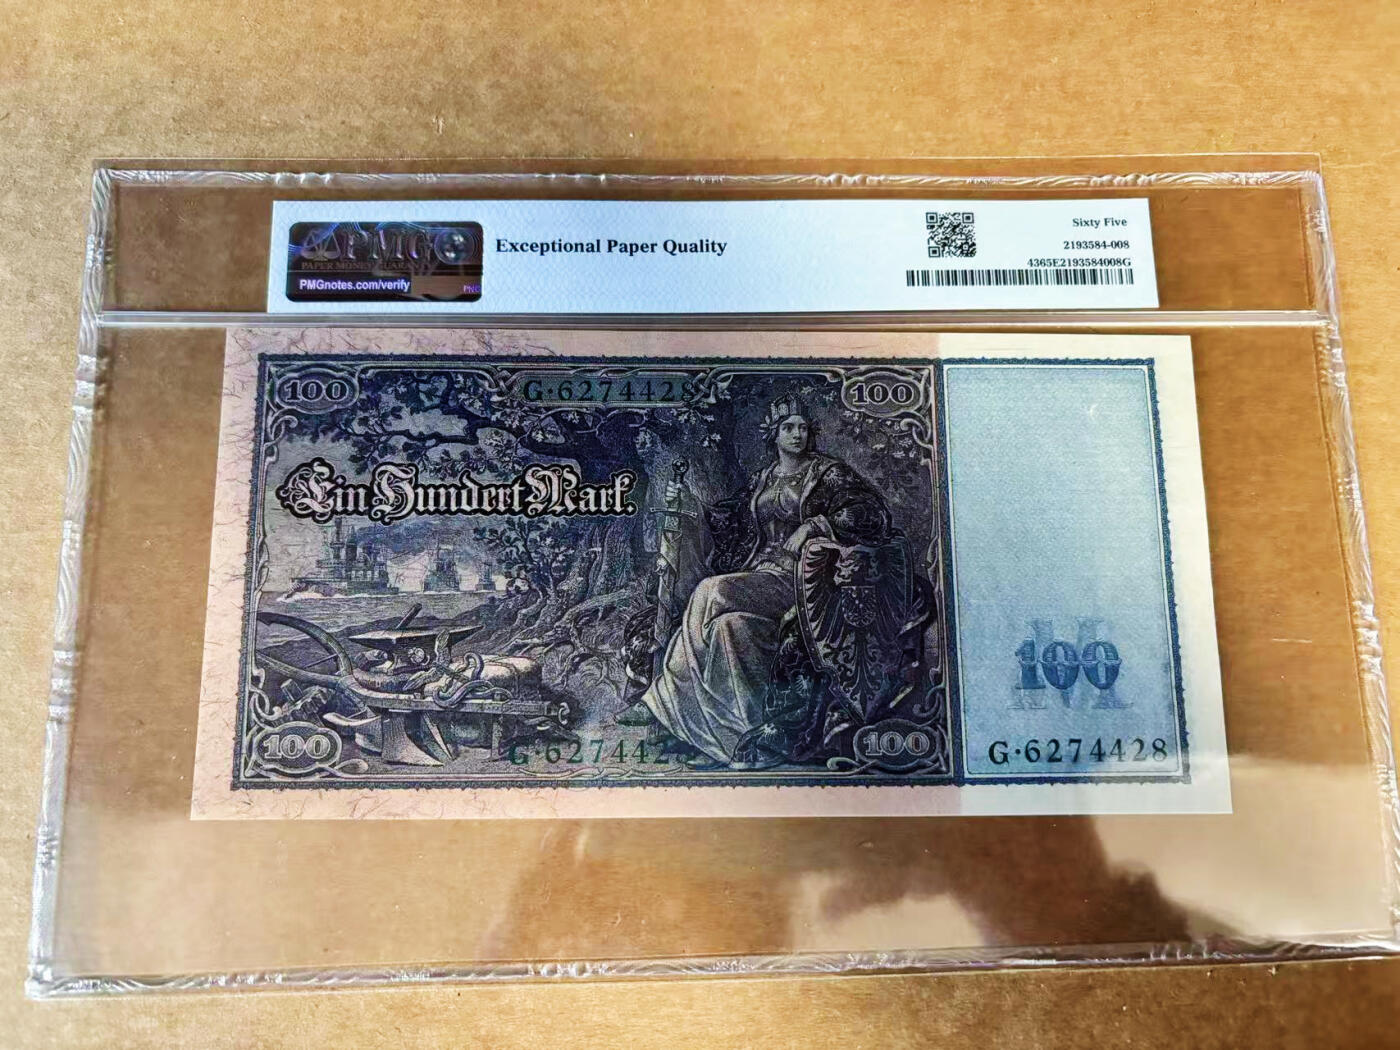 PMG
PAPER MONEY GUARANTY
PMGnotes.com/verify
Exceptional Paper Quality
Sixty Five
2193584-008
4365E2193584008G
100
G·6274428
100
Ein Hundert Mark.
100
M
100
G·6274428
100
G·6274428